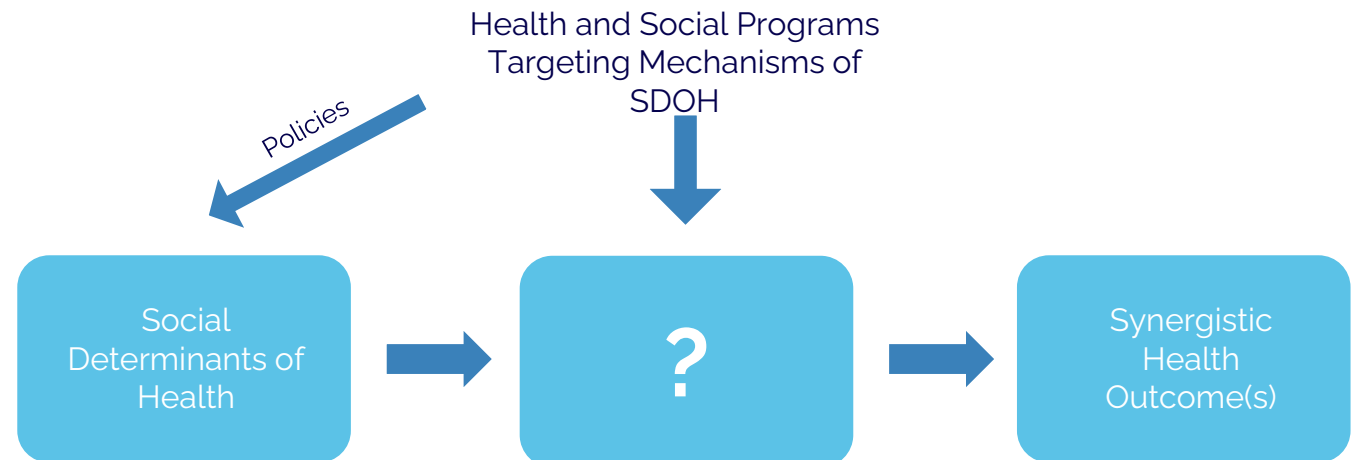 Health and Social Programs
Targeting Mechanisms of
SDOH
Policies
Social
Determinants of
Health
?
Synergistic
Health
Outcome(s)